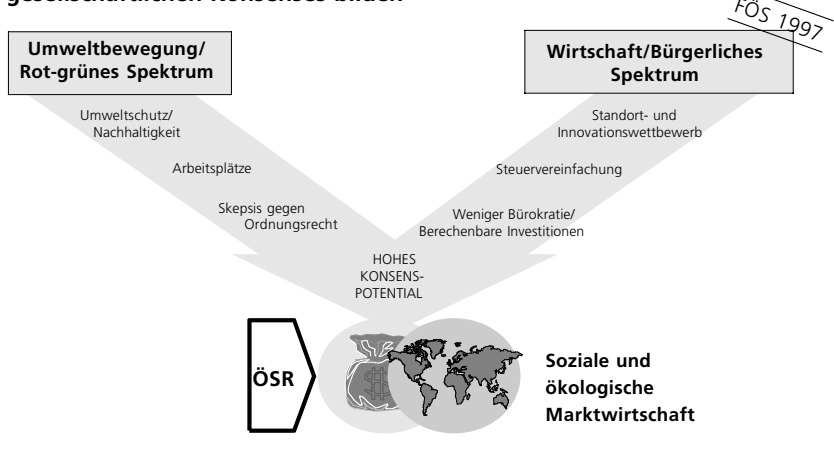 gesellschaftlichen Konsenses bilden
FÖS 1997
Umweltbewegung/
Rot-grünes Spektrum
Wirtschaft/Bürgerliches
Spektrum
Umweltschutz/
Nachhaltigkeit
Arbeitsplätze
Skepsis gegen
Ordnungsrecht
Standort- und
Innovationswettbewerb
Steuervereinfachung
Weniger Bürokratie/
Berechenbare Investitionen
HOHES
KONSENS-
POTENTIAL
ÖSR
$
Soziale und
ökologische
Marktwirtschaft